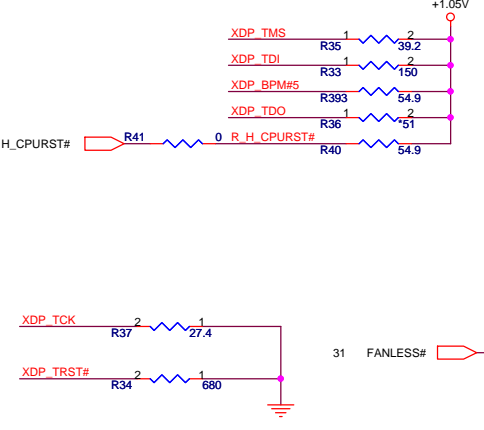 +1.05V
XDP_TMS 1 2
R35 39.2
XDP_TDI 1 2
R33 150
XDP_BPM#5
R393 54.9
XDP_TDO 1 2
R36 *51
H_CPURST# R41 0 R_H_CPURST#
R40 54.9
XDP_TCK 2 1
R37 27.4
31 FANLESS#
XDP_TRST# 2 1
R34 680